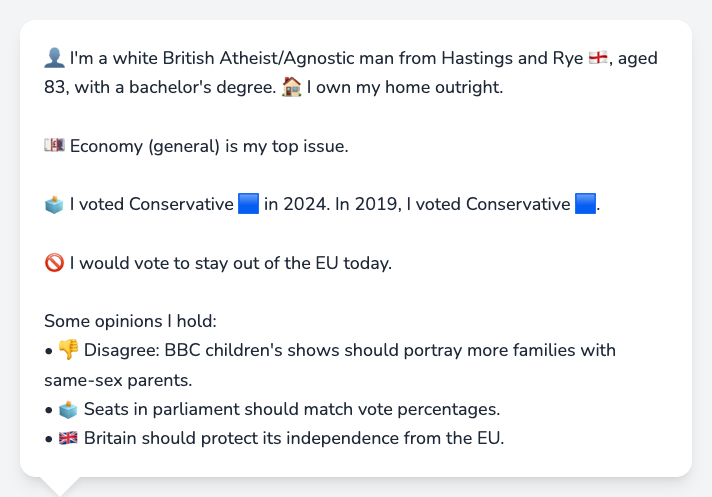 👤 I'm a white British Atheist/Agnostic man from Hastings and Rye 🏴󠁧󠁢󠁥󠁮󠁧󠁿, aged
83, with a bachelor's degree. 🏠 I own my home outright.
💷 Economy (general) is my top issue.
🗳️ I voted Conservative 🟦 in 2024. In 2019, I voted Conservative 🟦.
🚫 I would vote to stay out of the EU today.
Some opinions I hold:
• 👎 Disagree: BBC children's shows should portray more families with
same-sex parents.
• 🗳️ Seats in parliament should match vote percentages.
• 🇬🇧 Britain should protect its independence from the EU.